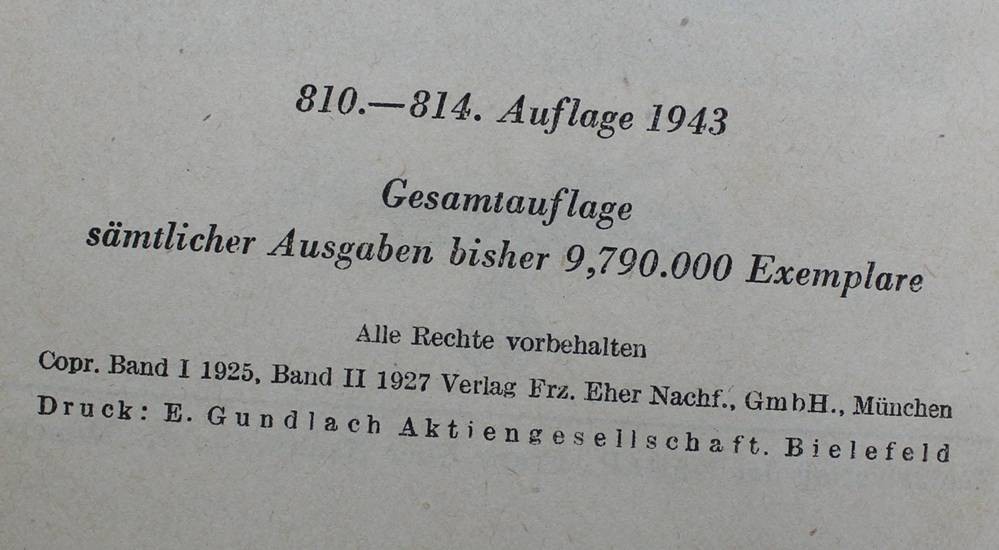 810.—814. Auflage 1943
Gesamtauflage
sämtlicher Ausgaben bisher 9,790.000 Exemplare
Alle Rechte vorbehalten
Copr. Band I 1925, Band II 1927 Verlag Frz. Eher Nachf., GmbH., München
Druck: E. Gundlach Aktiengesellschaft. Bielefeld